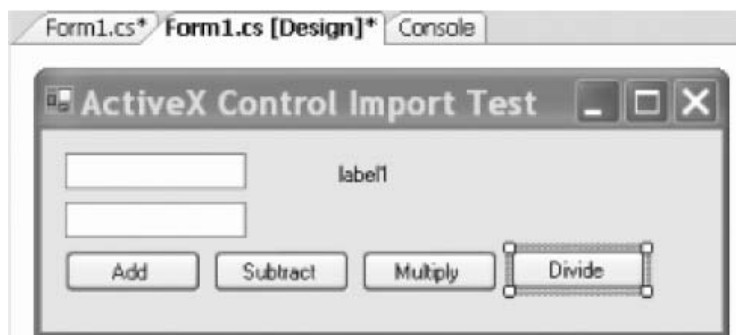 Form1.cs* Form1.cs [Design]* Console
ActiveX Control Import Test
label1
Add Subtract Multiply Divide